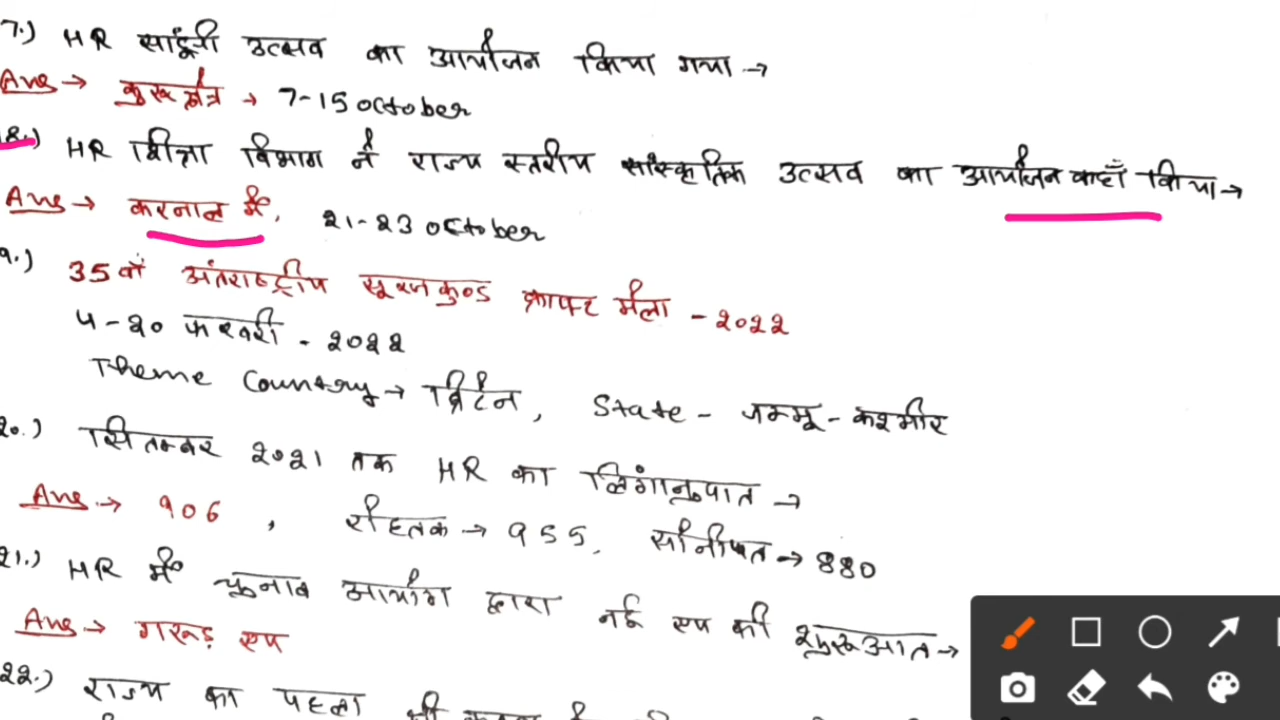 7.) HR सांझी उत्सव का आयोजन किया गया →
Ans → कुरूक्षेत्र → 7-15 October
18.) HR शिक्षा विभाग ने राज्य स्तरीय सांस्कृतिक उत्सव का आयोजन कहाँ किया →
Ans → करनाल में, 21-23 October
9.) 35वाँ अंतराष्ट्रीय सूरजकुण्ड क्राफ्ट मेला - 2022
4-20 फरवरी - 2022
Theme Country → ब्रिटेन, State - जम्मू - कश्मीर
20.) सितम्बर 2021 तक HR का लिंगानुपात →
Ans → 906, रोहतक → 955, सोनीपत → 880
21.) HR में चुनाव आयोग द्वारा नई एप की शुरूआत →
Ans → गरूड़ एप
22.) राज्य का पहला